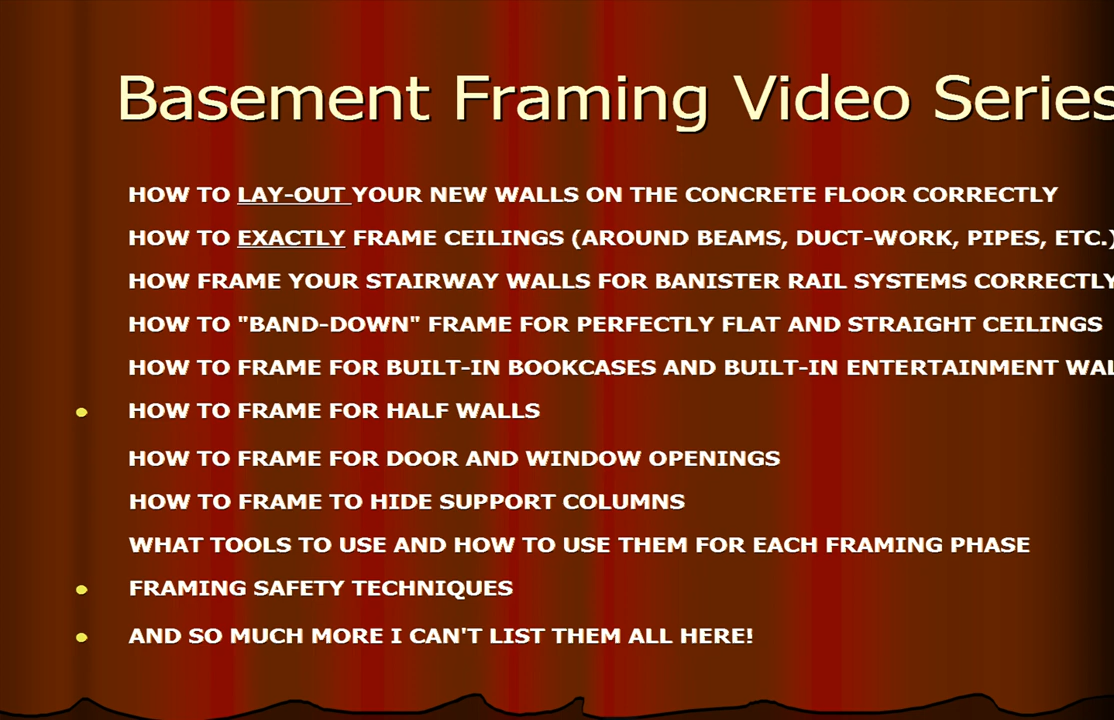 Basement Framing Video Series
HOW TO LAY-OUT YOUR NEW WALLS ON THE CONCRETE FLOOR CORRECTLY
HOW TO EXACTLY FRAME CEILINGS (AROUND BEAMS, DUCT-WORK, PIPES, ETC.)
HOW FRAME YOUR STAIRWAY WALLS FOR BANISTER RAIL SYSTEMS CORRECTLY
HOW TO "BAND-DOWN" FRAME FOR PERFECTLY FLAT AND STRAIGHT CEILINGS
HOW TO FRAME FOR BUILT-IN BOOKCASES AND BUILT-IN ENTERTAINMENT
• HOW TO FRAME FOR HALF WALLS
HOW TO FRAME FOR DOOR AND WINDOW OPENINGS
HOW TO FRAME TO HIDE SUPPORT COLUMNS
WHAT TOOLS TO USE AND HOW TO USE THEM FOR EACH FRAMING PHASE
• FRAMING SAFETY TECHNIQUES
• AND SO MUCH MORE I CAN'T LIST THEM ALL HERE!